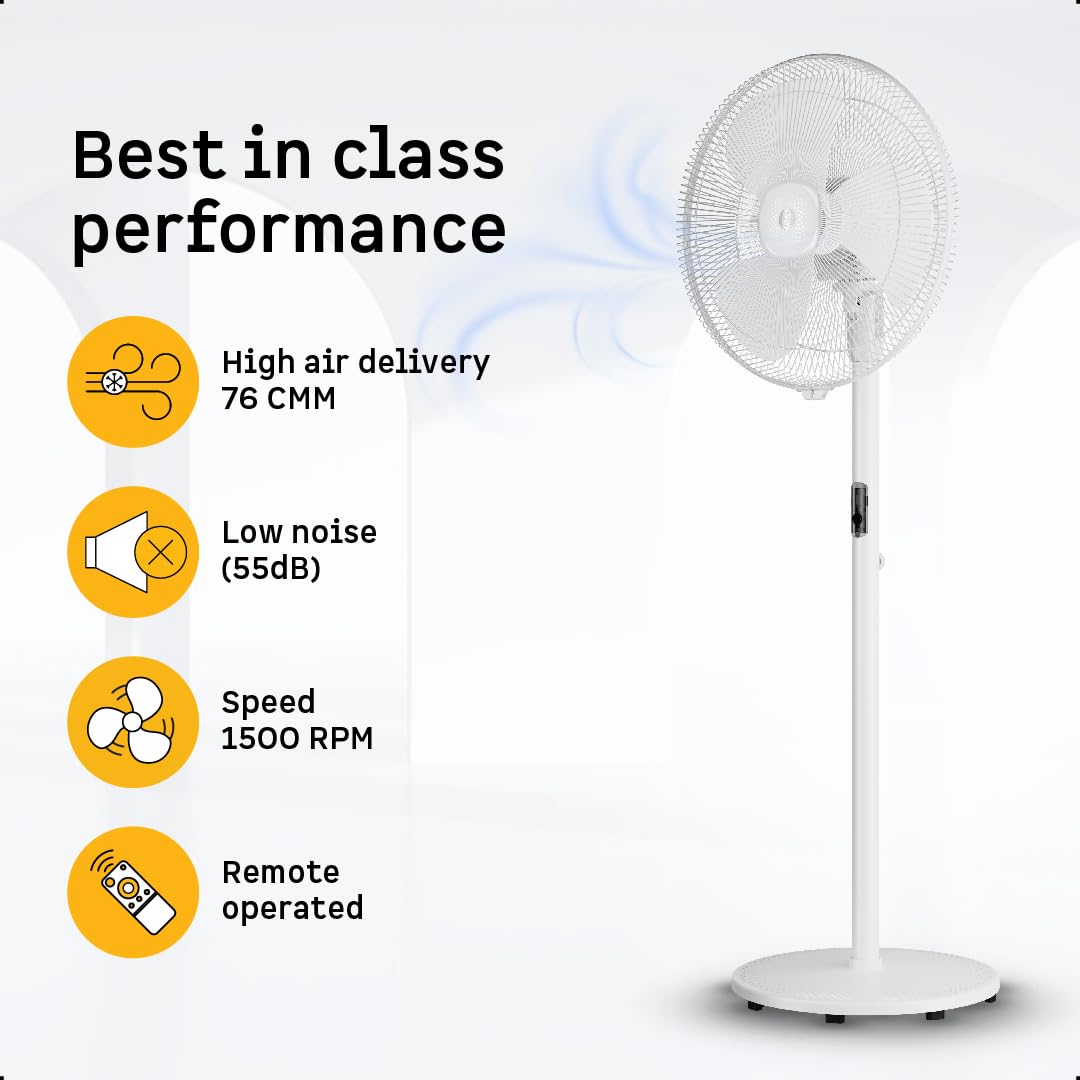 Best in class
performance
High air delivery
76 CMM
Low noise
(55dB)
Speed
1500 RPM
Remote
operated